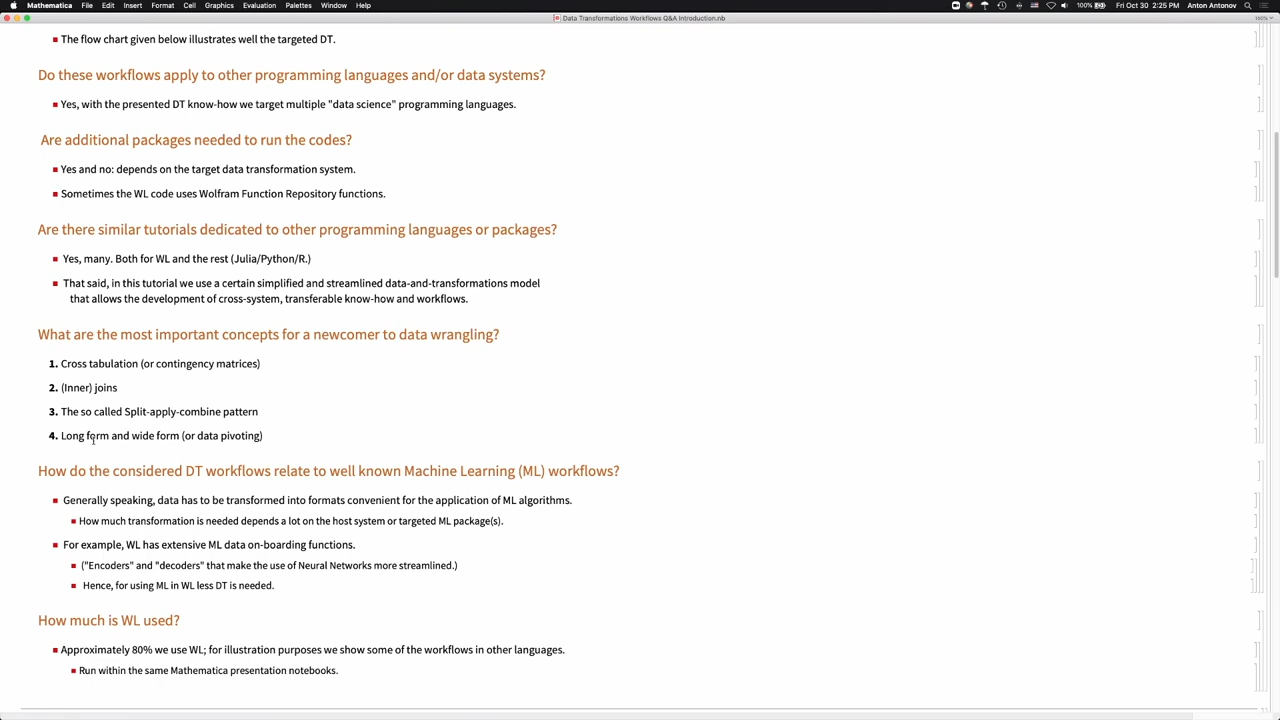 Mathematica File Edit Insert Format Cell Graphics Evaluation Palettes Window Help 100% Fri Oct 30 2:25 PM Anton Antonov
Data Transformations Workflows Q&A Introduction.nb
The flow chart given below illustrates well the targeted DT.
Do these workflows apply to other programming languages and/or data systems?
Yes, with the presented DT know-how we target multiple "data science" programming languages.
Are additional packages needed to run the codes?
Yes and no: depends on the target data transformation system.
Sometimes the WL code uses Wolfram Function Repository functions.
Are there similar tutorials dedicated to other programming languages or packages?
Yes, many. Both for WL and the rest (Julia/Python/R.)
That said, in this tutorial we use a certain simplified and streamlined data-and-transformations model
that allows the development of cross-system, transferable know-how and workflows.
What are the most important concepts for a newcomer to data wrangling?
1. Cross tabulation (or contingency matrices)
2. (Inner) joins
3. The so called Split-apply-combine pattern
4. Long form and wide form (or data pivoting)
How do the considered DT workflows relate to well known Machine Learning (ML) workflows?
Generally speaking, data has to be transformed into formats convenient for the application of ML algorithms.
How much transformation is needed depends a lot on the host system or targeted ML package(s).
For example, WL has extensive ML data on-boarding functions.
("Encoders" and "decoders" that make the use of Neural Networks more streamlined.)
Hence, for using ML in WL less DT is needed.
How much is WL used?
Approximately 80% we use WL; for illustration purposes we show some of the workflows in other languages.
Run within the same Mathematica presentation notebooks.